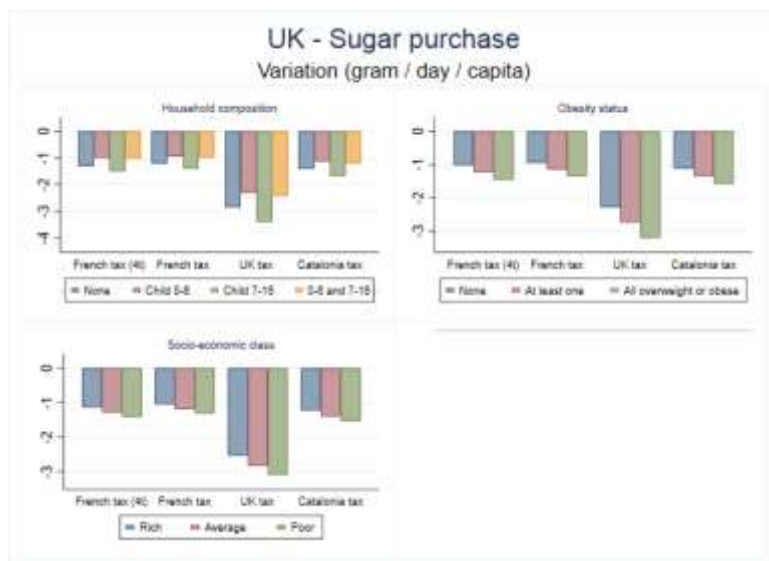 UK - Sugar purchase
Variation (gram / day / capita)
Household composition
0
-1
-2
-3
-4
French tax (4t) French tax UK tax Catalonia tax
None Child 0-6 Child 7-15 0-6 and 7-15
Obesity status
0
-1
-2
-3
French tax (4t) French tax UK tax Catalonia tax
None At least one All overweight or obese
Socio-economic class
0
-1
-2
-3
French tax (4t) French tax UK tax Catalonia tax
Rich Average Poor